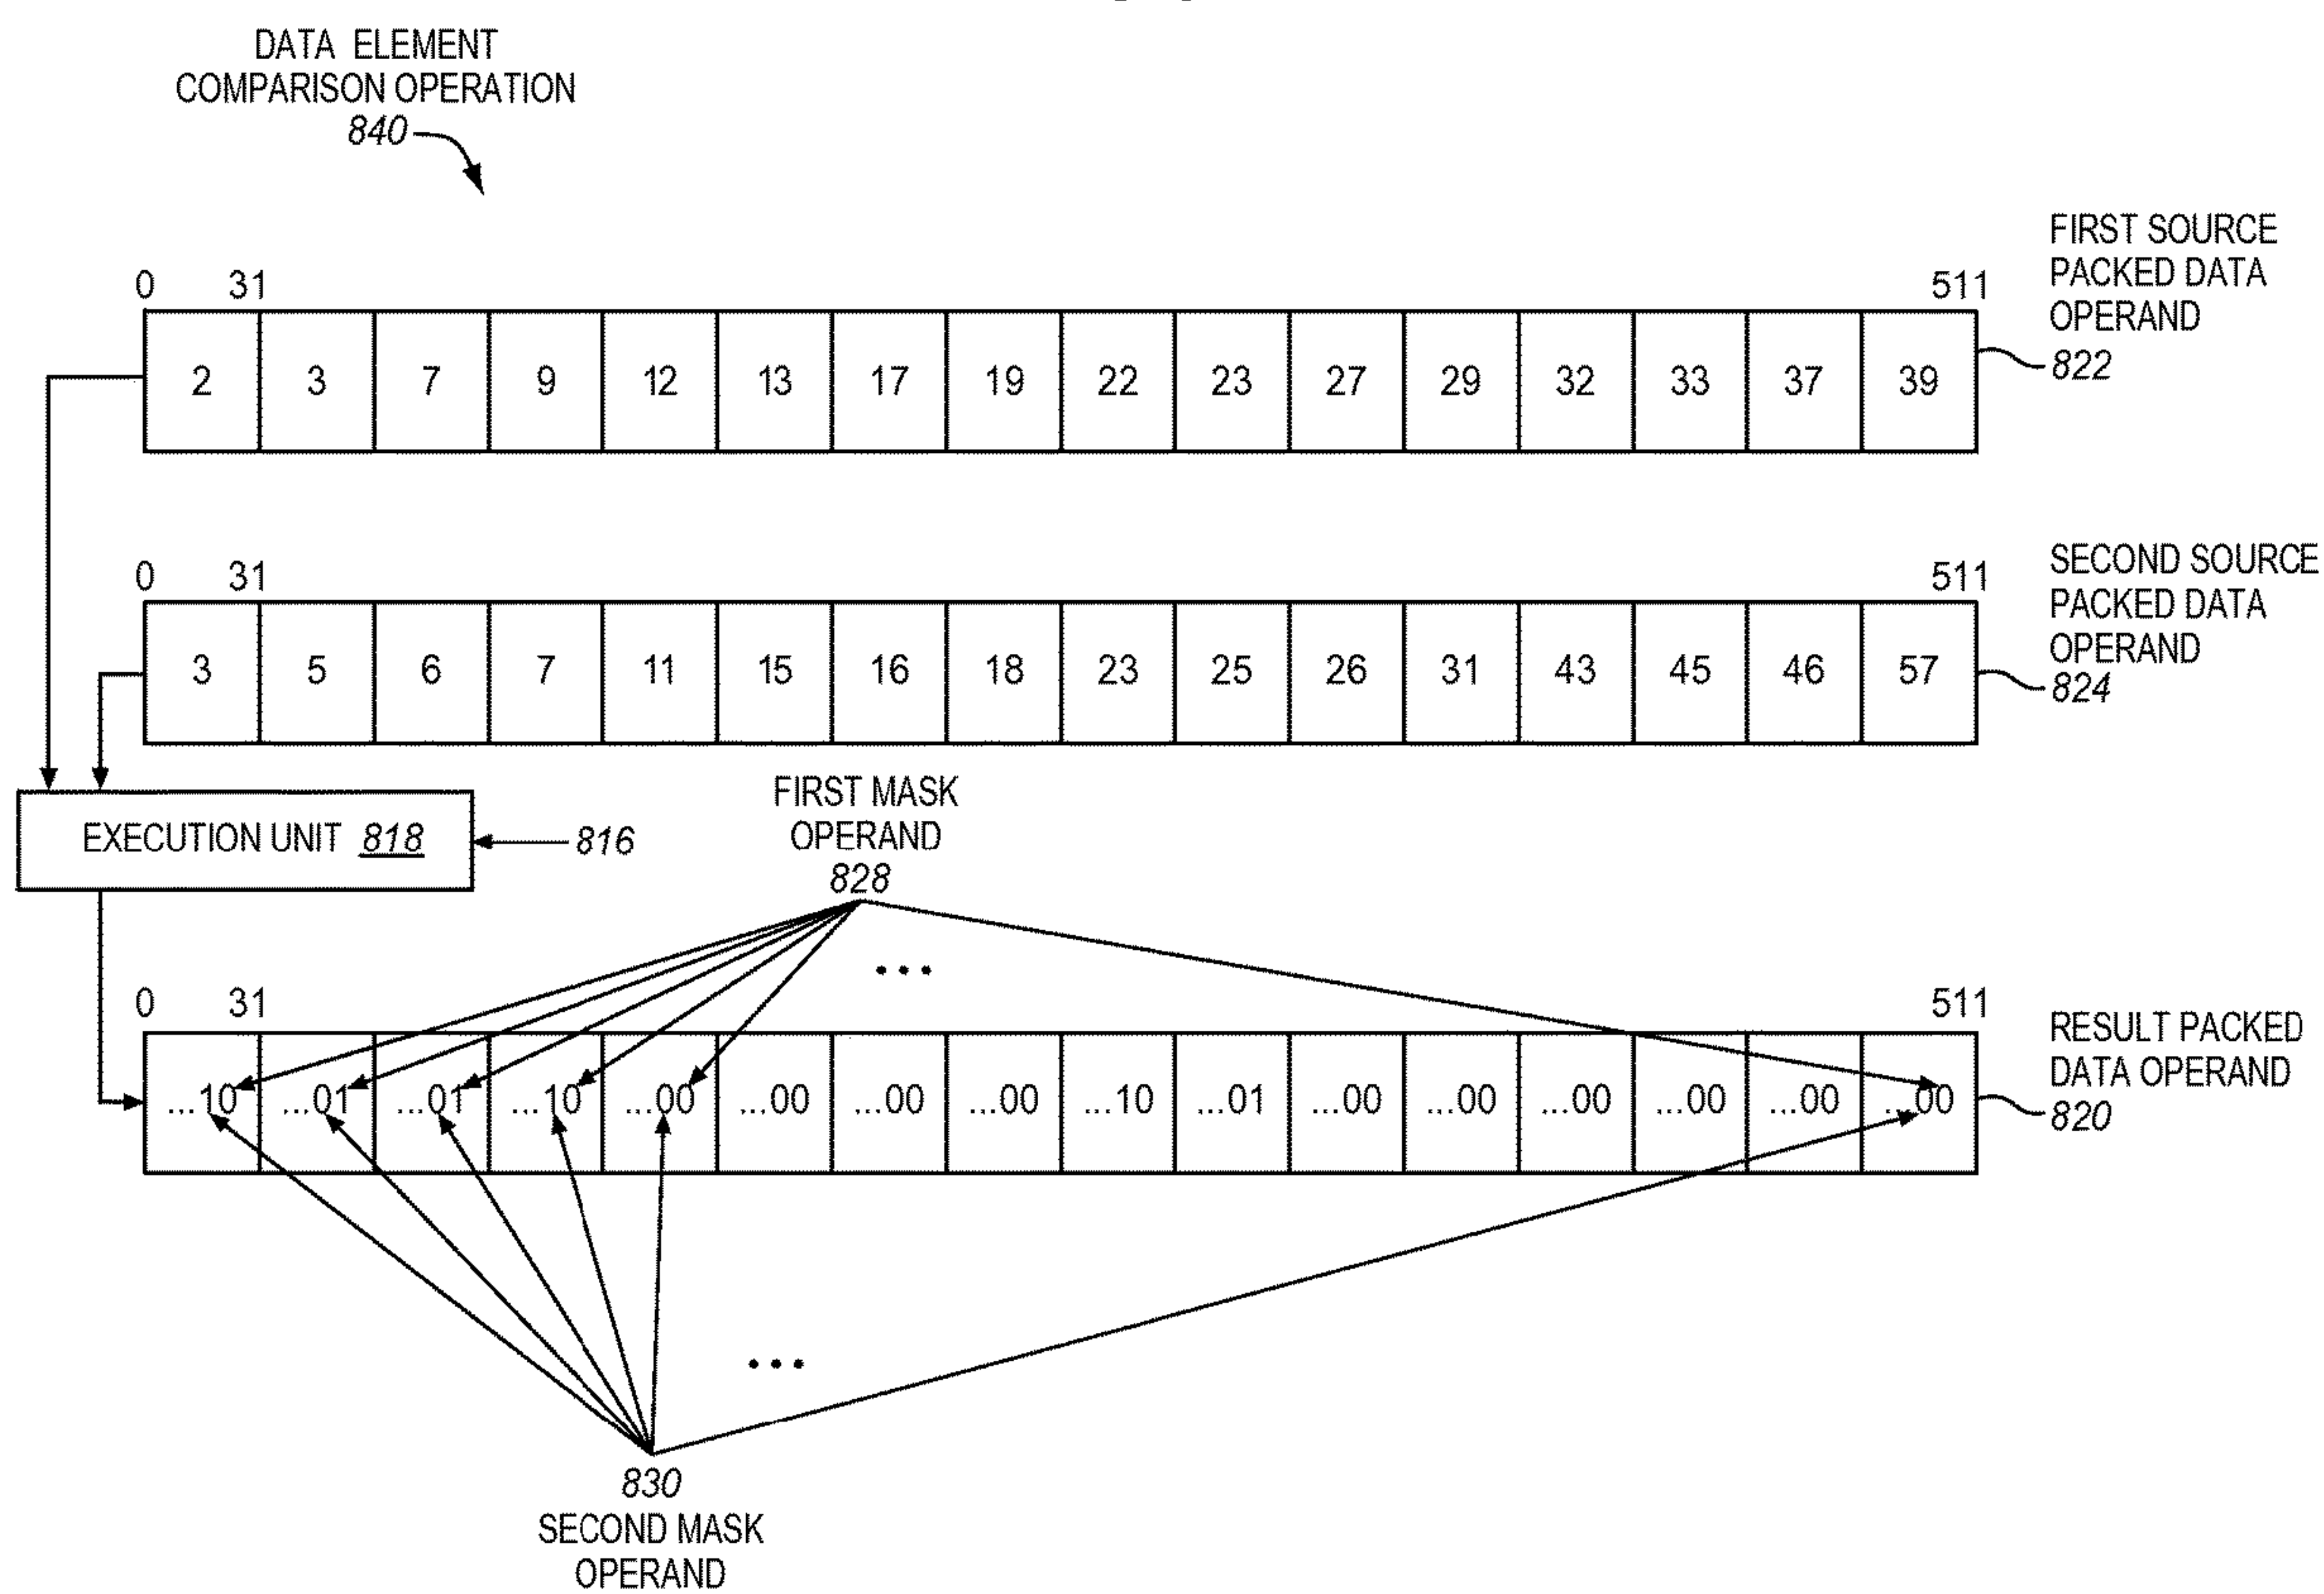 DATA ELEMENT
COMPARISON OPERATION
840
FIRST SOURCE
PACKED DATA
OPERAND
822
0 31 511
2 3 7 9 12 13 17 19 22 23 27 29 32 33 37 39
SECOND SOURCE
PACKED DATA
OPERAND
824
0 31 511
3 5 6 7 11 15 16 18 23 25 26 31 43 45 46 57
EXECUTION UNIT 818
816
FIRST MASK
OPERAND
828
...
0 31 511
RESULT PACKED
DATA OPERAND
820
...10 ...01 ...01 ...10 ...00 ...00 ...00 ...00 ...10 ...01 ...00 ...00 ...00 ...00 ...00 ...00
...
830
SECOND MASK
OPERAND